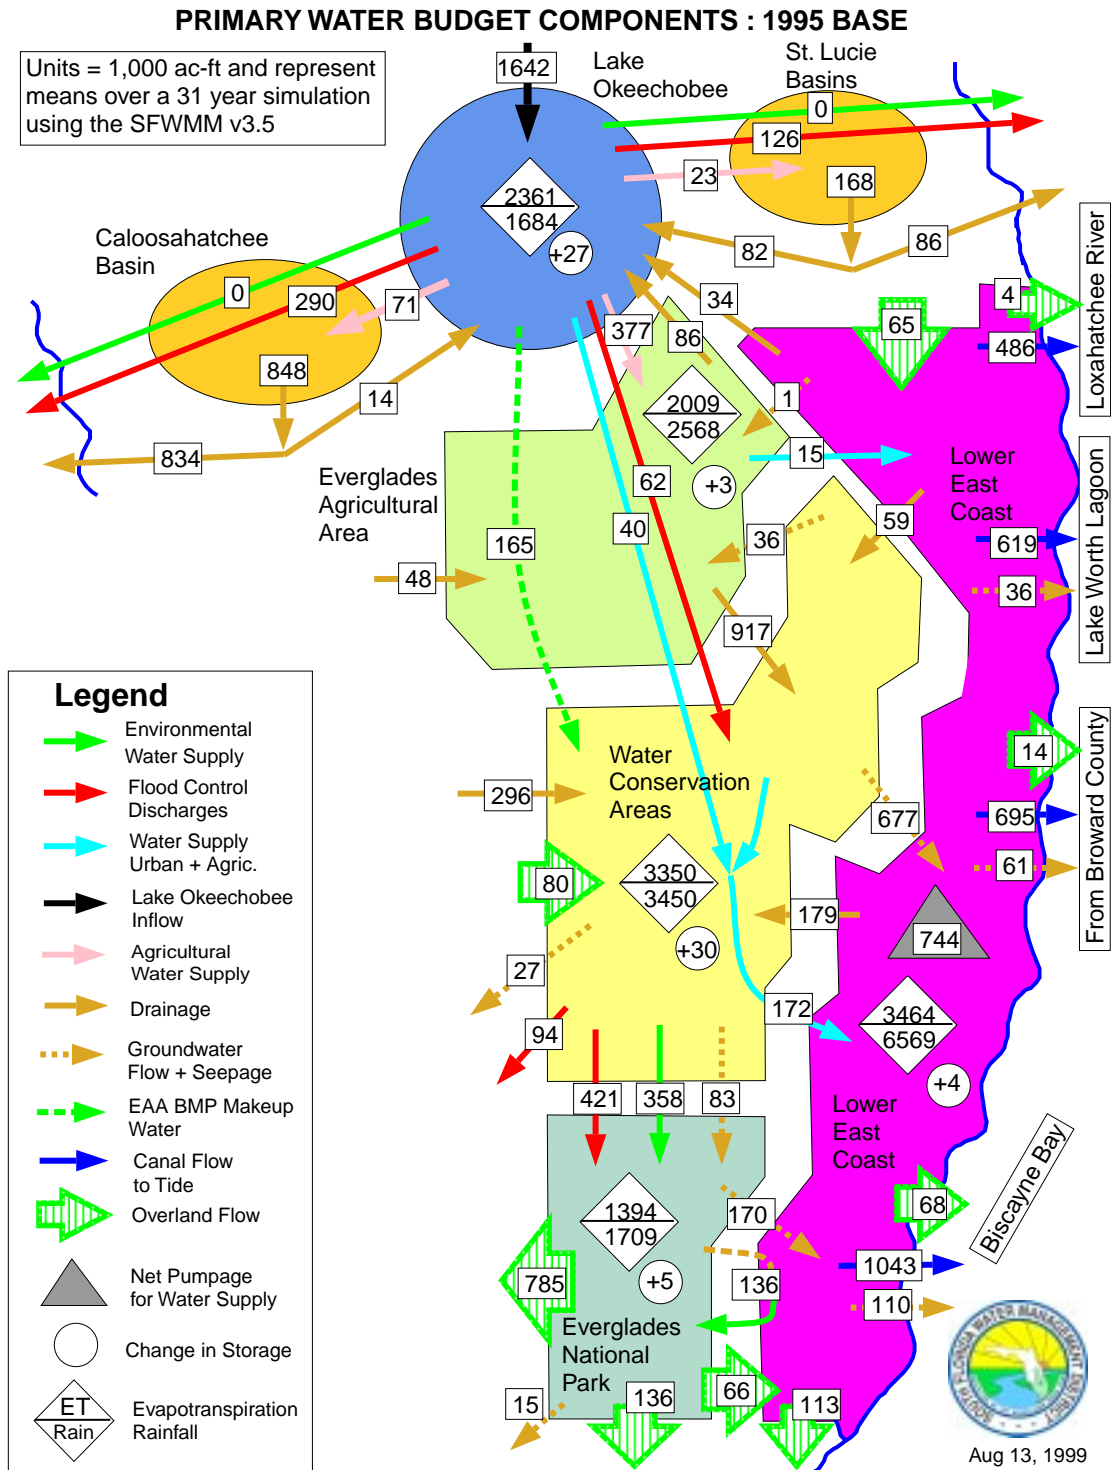 PRIMARY WATER BUDGET COMPONENTS : 1995 BASE
Units = 1,000 ac-ft and represent
means over a 31 year simulation
using the SFWMM v3.5
1642
Lake
Okeechobee
St. Lucie
Basins
0
126
23
168
82
86
2361
1684
+27
Caloosahatchee
Basin
0
290
71
848
14
834
34
377
86
65
4
486
Loxahatchee River
2009
2568
+3
1
15
Everglades
Agricultural
Area
62
40
165
48
36
59
917
Lower
East
Coast
619
36
Lake Worth Lagoon
Water
Conservation
Areas
296
80
3350
3450
+30
677
179
14
695
61
From Broward County
744
27
94
172
3464
6569
+4
421
358
83
Lower
East
Coast
68
Biscayne Bay
1394
1709
+5
170
136
1043
110
785
Everglades
National
Park
15
136
66
113
Legend
Environmental
Water Supply
Flood Control
Discharges
Water Supply
Urban + Agric.
Lake Okeechobee
Inflow
Agricultural
Water Supply
Drainage
Groundwater
Flow + Seepage
EAA BMP Makeup
Water
Canal Flow
to Tide
Overland Flow
Net Pumpage
for Water Supply
Change in Storage
ET
Rain
Evapotranspiration
Rainfall
SOUTH FLORIDA WATER MANAGEMENT DISTRICT
Aug 13, 1999